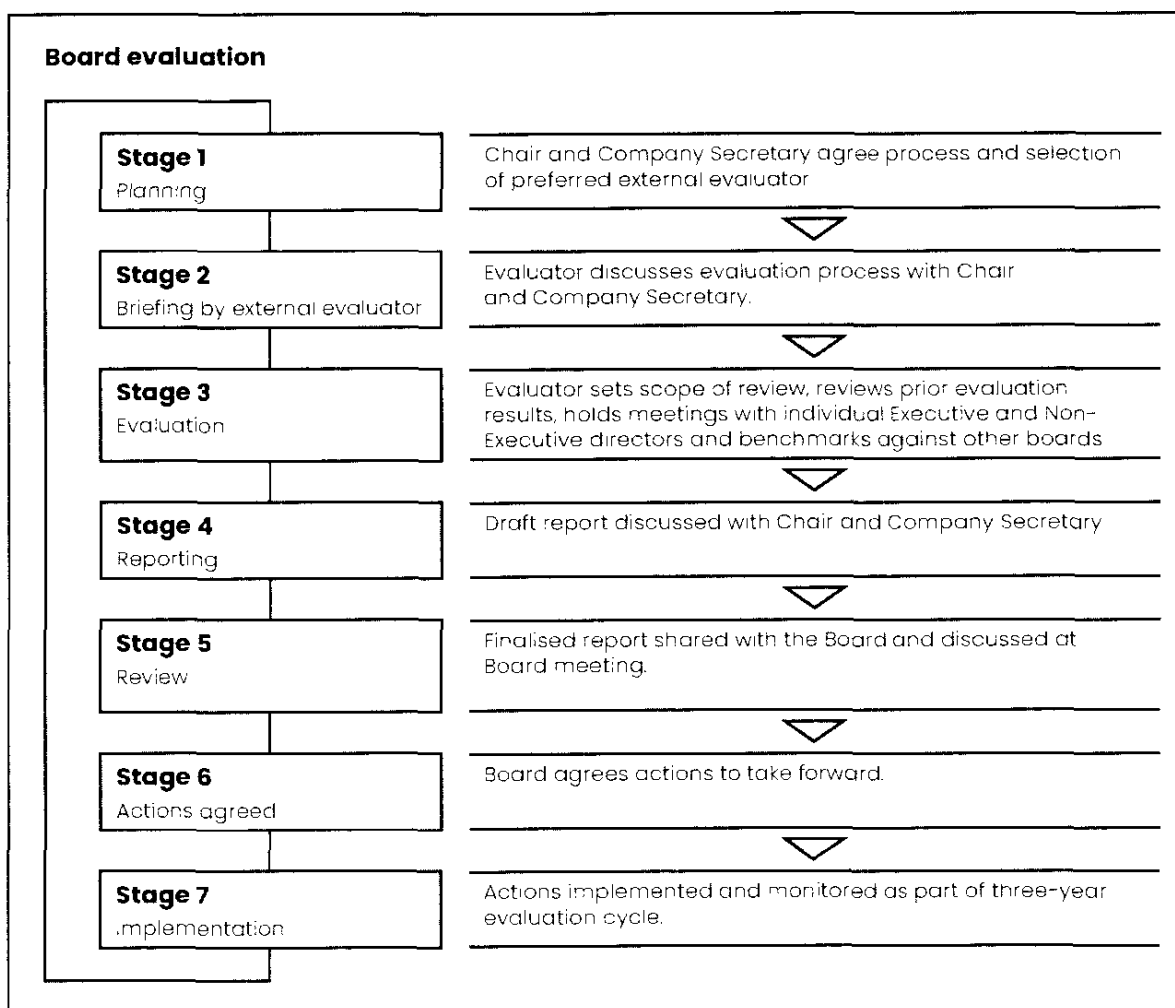 Board evaluation
Stage 1
Planning
Chair and Company Secretary agree process and selection
of preferred external evaluator
Stage 2
Briefing by external evaluator
Evaluator discusses evaluation process with Chair
and Company Secretary.
Stage 3
Evaluation
Evaluator sets scope of review, reviews prior evaluation
results, holds meetings with individual Executive and Non-
Executive directors and benchmarks against other boards
Stage 4
Reporting
Draft report discussed with Chair and Company Secretary
Stage 5
Review
Finalised report shared with the Board and discussed at
Board meeting.
Stage 6
Actions agreed
Board agrees actions to take forward.
Stage 7
Implementation
Actions implemented and monitored as part of three-year
evaluation cycle.